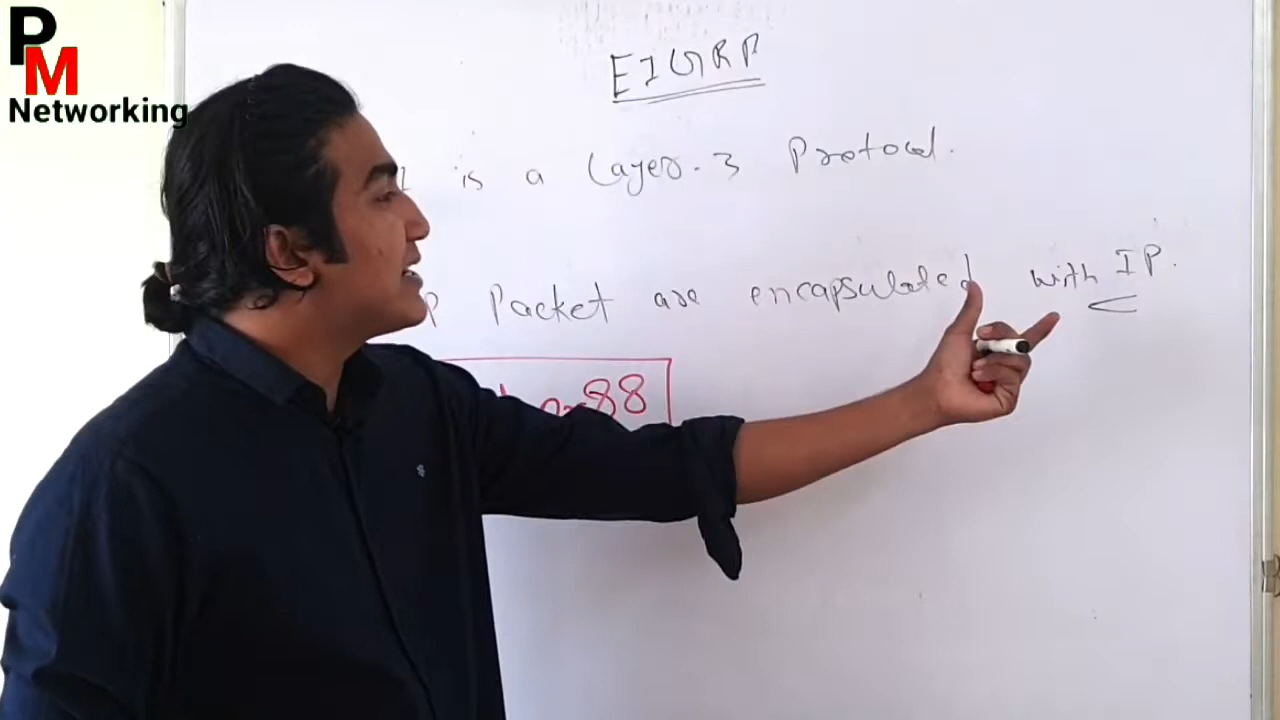 PM
Networking
EIGRP
is a Layer-3 Protocol.
P Packet are encapsulated with IP.
88